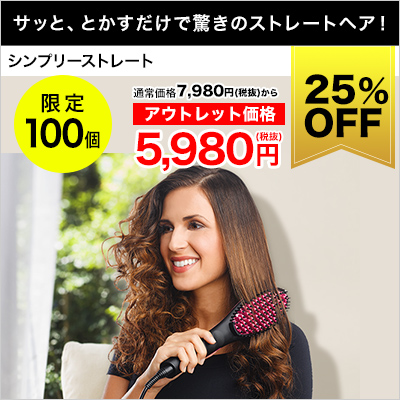 サッと、とかすだけで驚きのストレートヘア!
シンプリーストレート
限定
100個
通常価格7,980円(税抜)から
アウトレット価格
5,980円(税抜)
25%
OFF